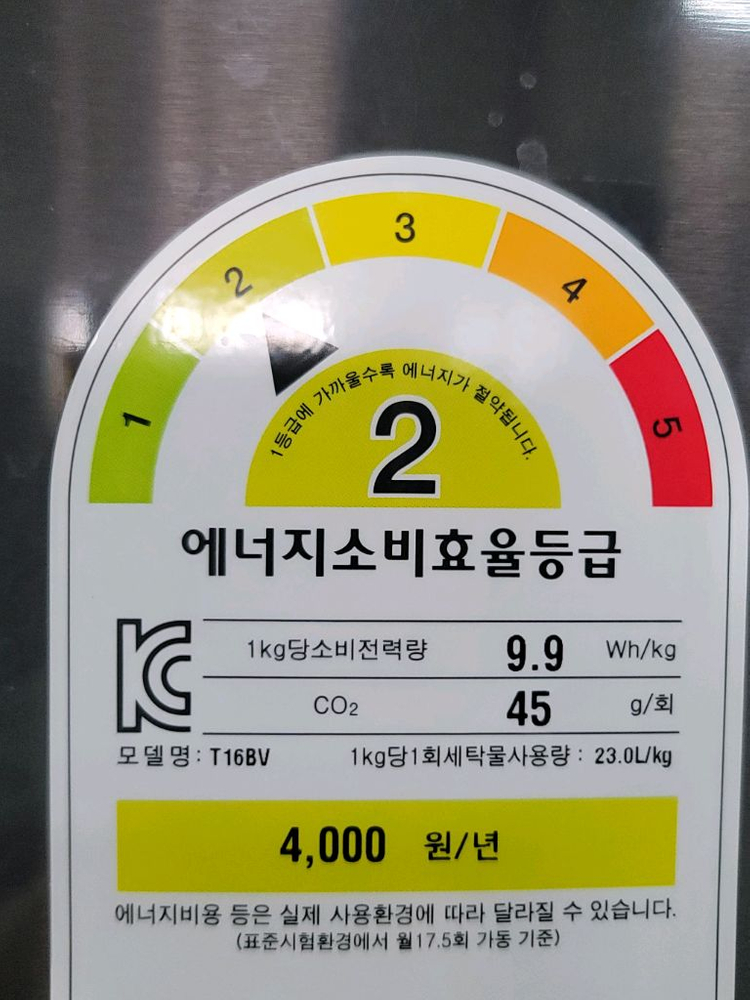 1
2
3
4
5
1등급에 가까울수록 에너지가 절약됩니다.
2
에너지소비효율등급
KC
1kg당소비전력량 9.9 Wh/kg
CO₂ 45 g/회
모델명: T16BV 1kg당1회세탁물사용량 : 23.0L/kg
4,000 원/년
에너지비용 등은 실제 사용환경에 따라 달라질 수 있습니다.
(표준시험환경에서 월17.5회 가동 기준)